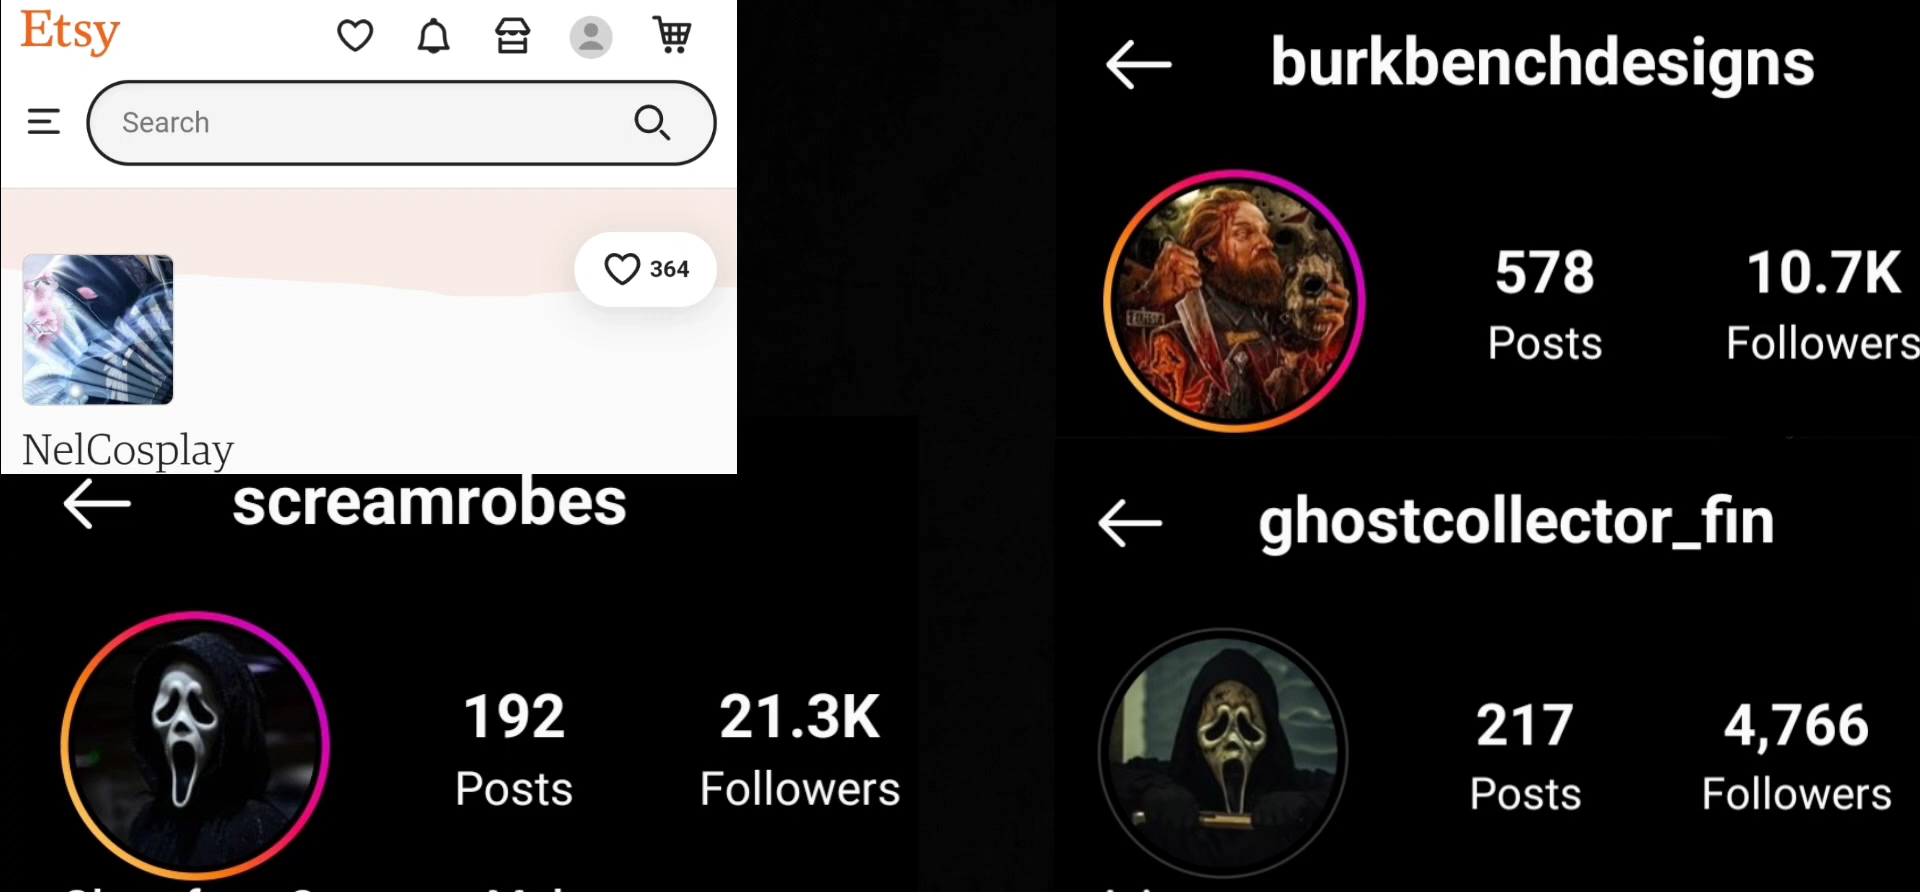 Etsy
Search
364
NelCosplay
burkbenchdesigns
578
10.7K
Posts
Followers
screamrobes
192
21.3K
Posts
Followers
ghostcollector_fin
217
4,766
Posts
Followers